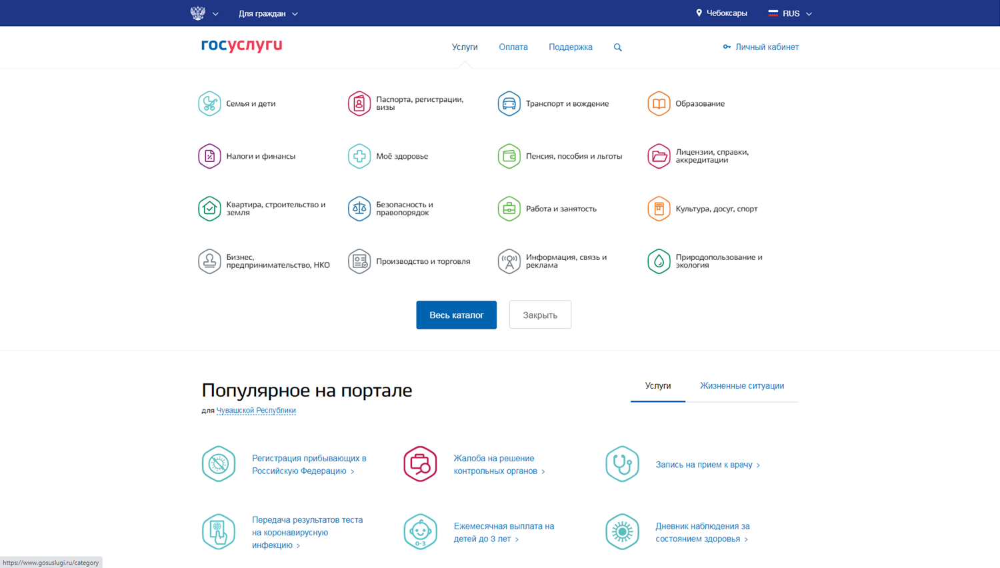 Для граждан
Чебоксары
RUS
госуслуги
Услуги
Оплата
Поддержка
Личный кабинет
Семья и дети
Паспорта, регистрации,
визы
Транспорт и вождение
Образование
Налоги и финансы
Моё здоровье
Пенсия, пособия и льготы
Лицензии, справки,
аккредитации
Квартира, строительство и
земля
Безопасность и
правопорядок
Работа и занятость
Культура, досуг, спорт
Бизнес,
предпринимательство, НКО
Производство и торговля
Информация, связь и
реклама
Природопользование и
экология
Весь каталог
Закрыть
Популярное на портале
для Чувашской Республики
Услуги
Жизненные ситуации
Регистрация прибывающих в
Российскую Федерацию
Жалоба на решение
контрольных органов
Запись на прием к врачу
Передача результатов теста
на коронавирусную
инфекцию
0-3
Ежемесячная выплата на
детей до 3 лет
Дневник наблюдения за
состоянием здоровья
https://www.gosuslugi.ru/category